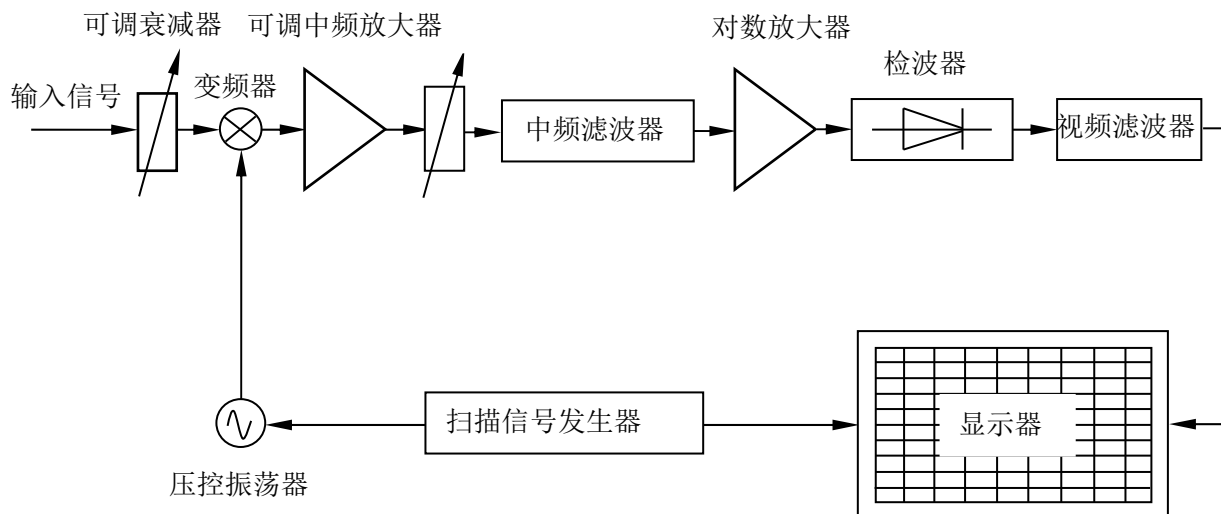 可调衰减器
可调中频放大器
对数放大器
输入信号
变频器
检波器
中频滤波器
视频滤波器
扫描信号发生器
显示器
压控振荡器